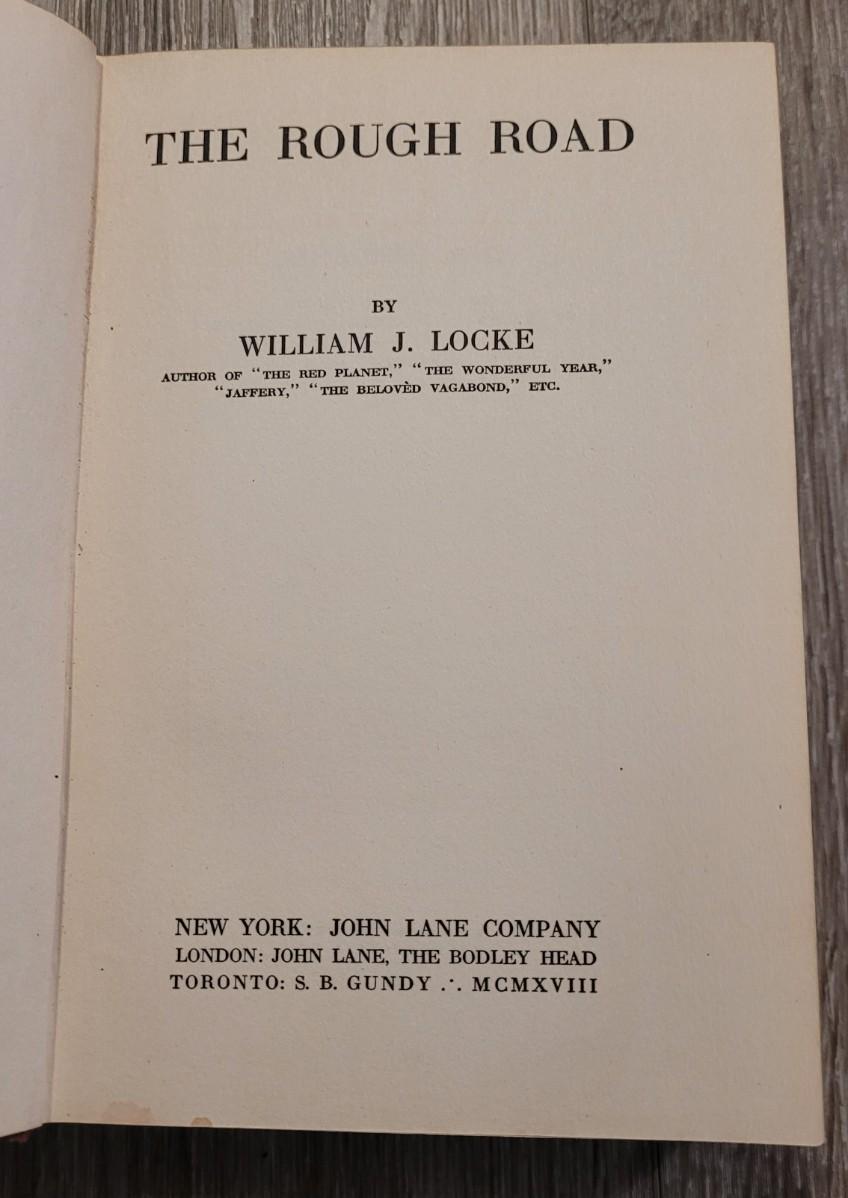 THE ROUGH ROAD
BY
WILLIAM J. LOCKE
AUTHOR OF "THE RED PLANET," "THE WONDERFUL YEAR,"
"JAFFERY," "THE BELOVÈD VAGABOND," ETC.
NEW YORK: JOHN LANE COMPANY
LONDON: JOHN LANE, THE BODLEY HEAD
TORONTO: S. B. GUNDY .·. MCMXVIII